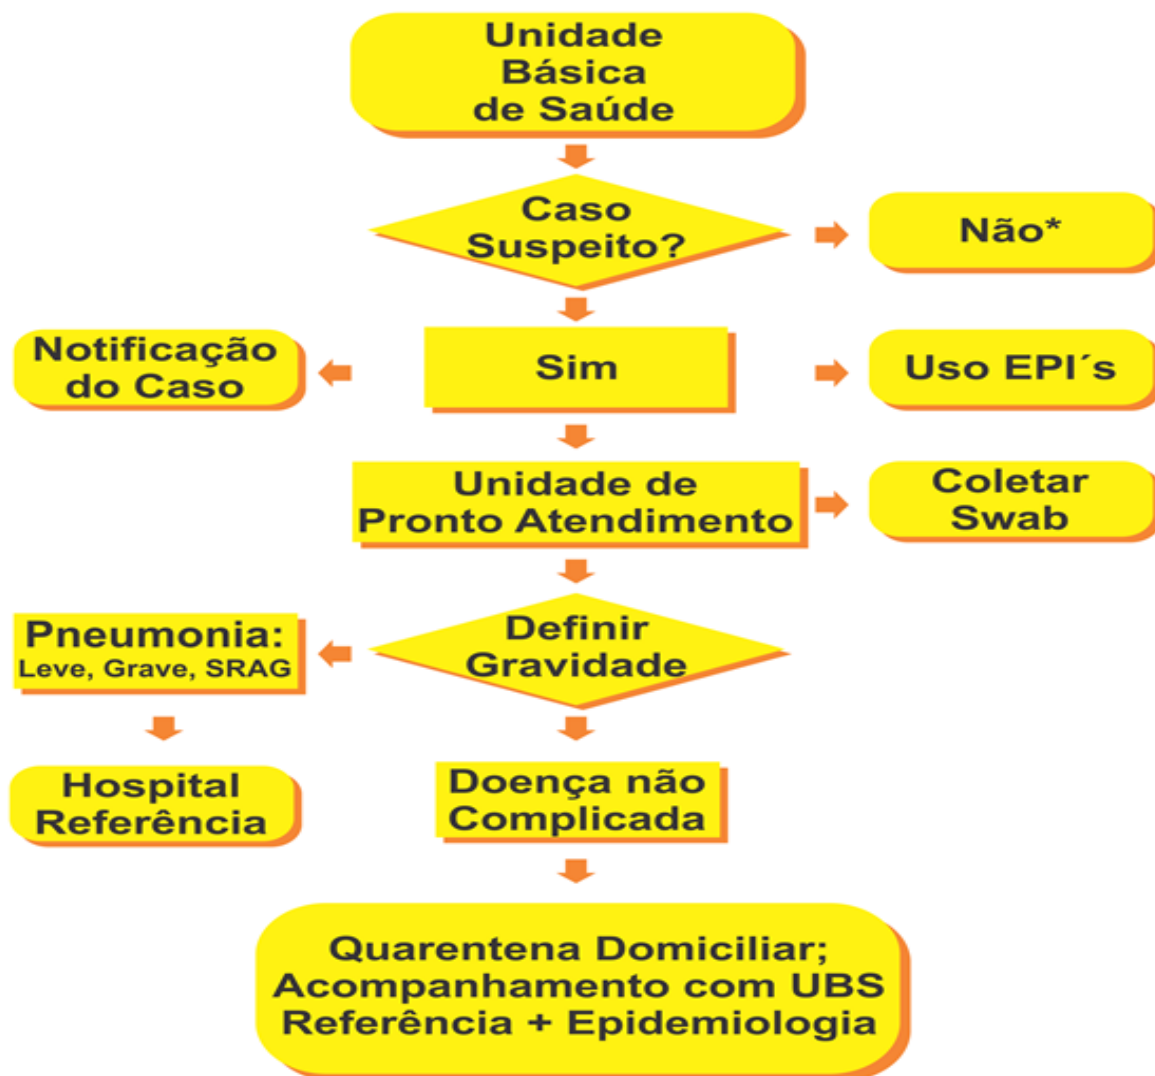 Unidade
Básica
de Saúde
Caso
Suspeito?
Não*
Notificação
do Caso
Sim
Uso EPI´s
Unidade de
Pronto Atendimento
Coletar
Swab
Pneumonia:
Leve, Grave, SRAG
Definir
Gravidade
Hospital
Referência
Doença não
Complicada
Quarentena Domiciliar;
Acompanhamento com UBS
Referência + Epidemiologia